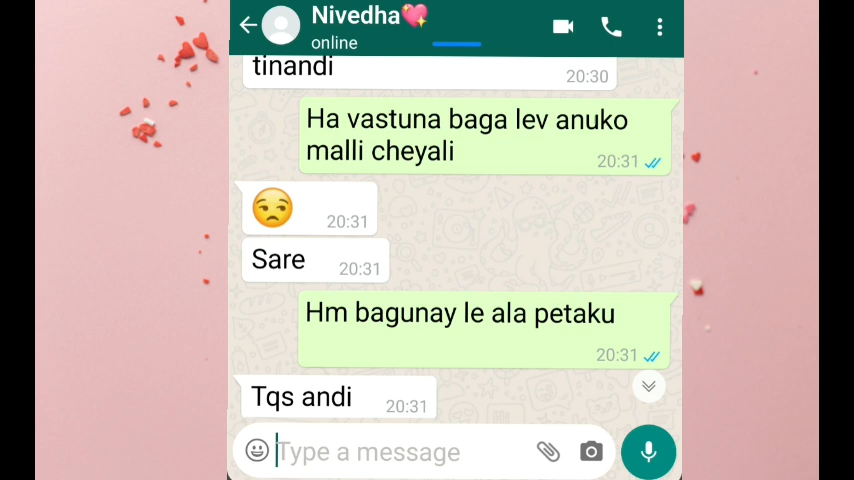 Nivedha💖
online
tinandi
20:30
Ha vastuna baga lev anuko
malli cheyali
20:31
😒
20:31
Sare
20:31
Hm bagunay le ala petaku
20:31
Tqs andi
20:31
Type a message